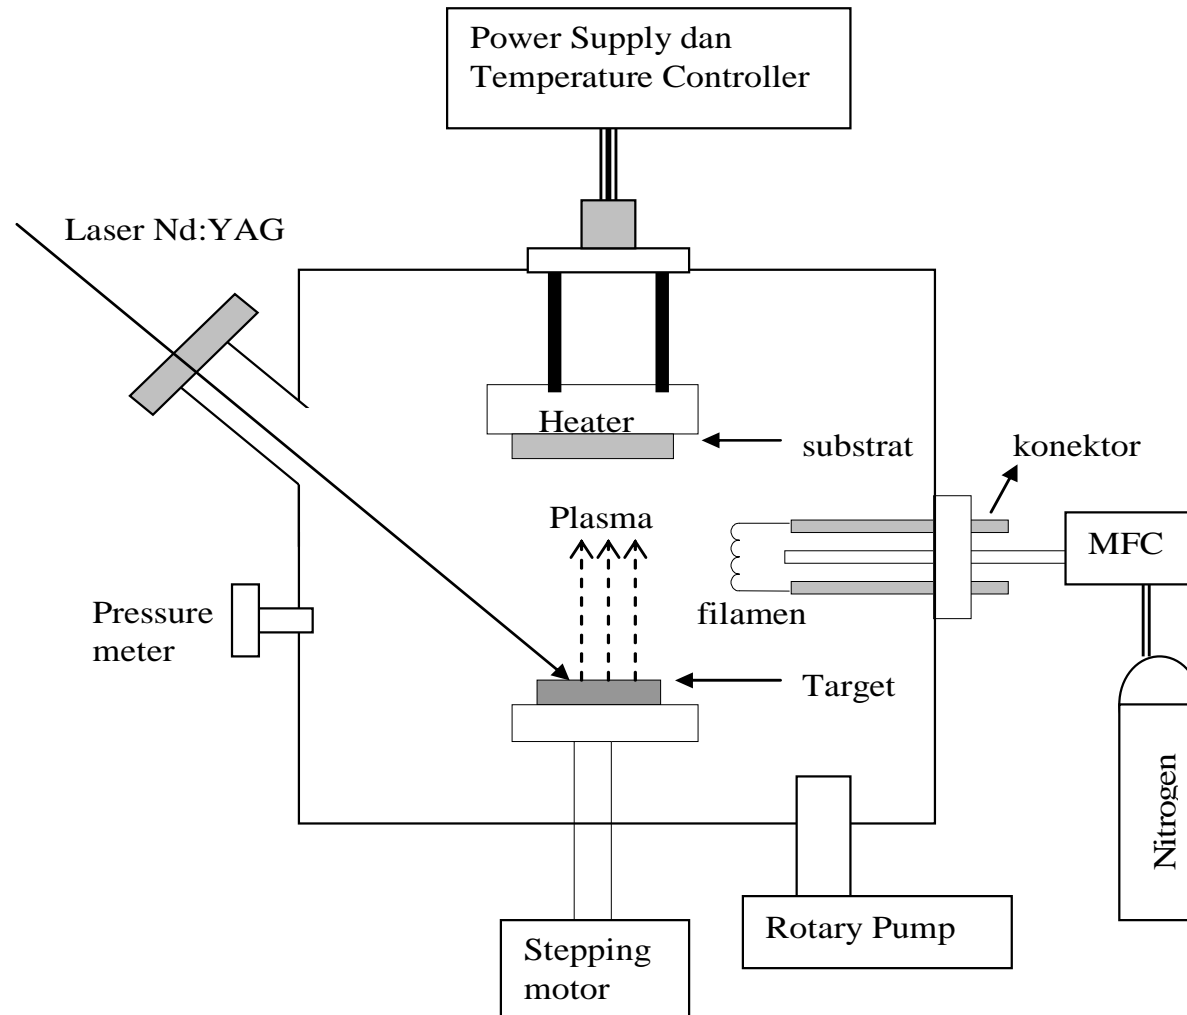 Power Supply dan
Temperature Controller
Laser Nd:YAG
Heater
substrat
konektor
Plasma
MFC
filamen
Pressure
meter
Target
Nitrogen
Rotary Pump
Stepping
motor